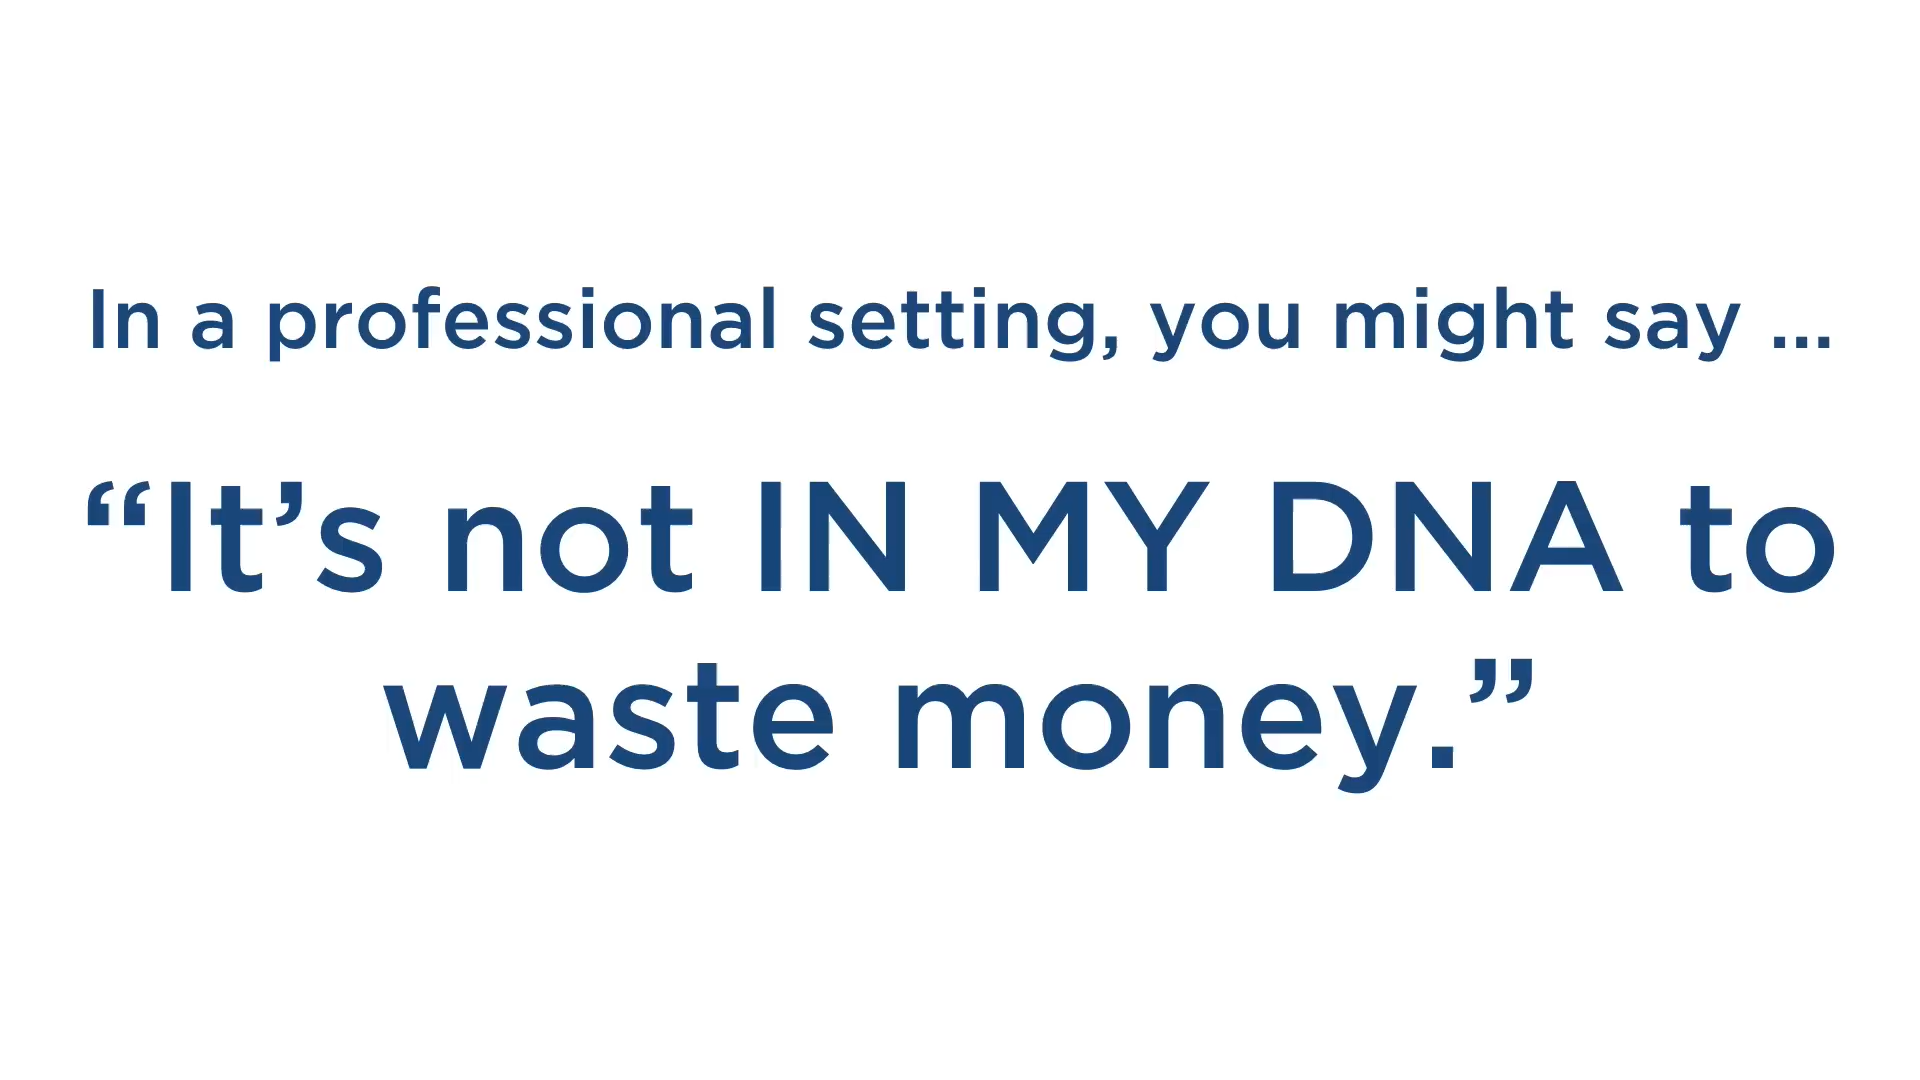 In a professional setting, you might say ...
“It’s not IN MY DNA to
waste money.”